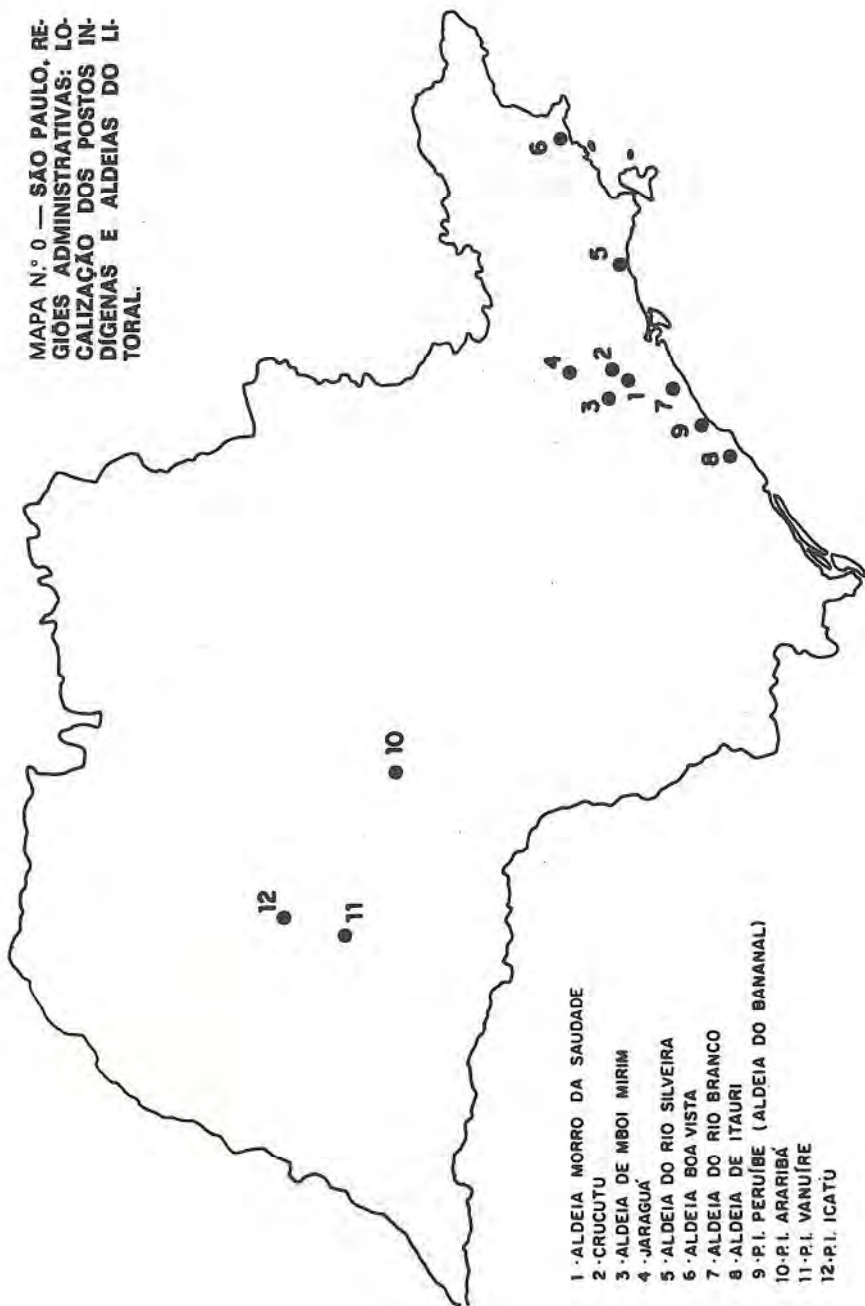 MAPA N.º 0 — SÃO PAULO, RE-
GIÕES ADMINISTRATIVAS: LO-
CALIZAÇÃO DOS POSTOS IN-
DÍGENAS E ALDEIAS DO LI-
TORAL.
12
11
10
4
3
2
1
7
9
8
5
6
1 - ALDEIA MORRO DA SAUDADE
2 - CRUCUTU
3 - ALDEIA DE MBOI MIRIM
4 - JARAGUÁ
5 - ALDEIA DO RIO SILVEIRA
6 - ALDEIA BOA VISTA
7 - ALDEIA DO RIO BRANCO
8 - ALDEIA DE ITAURI
9 - P.I. PERUÍBE (ALDEIA DO BANANAL)
10 - P.I. ARARIBÁ
11 - P.I. VANUÍRE
12 - P.I. ICATU